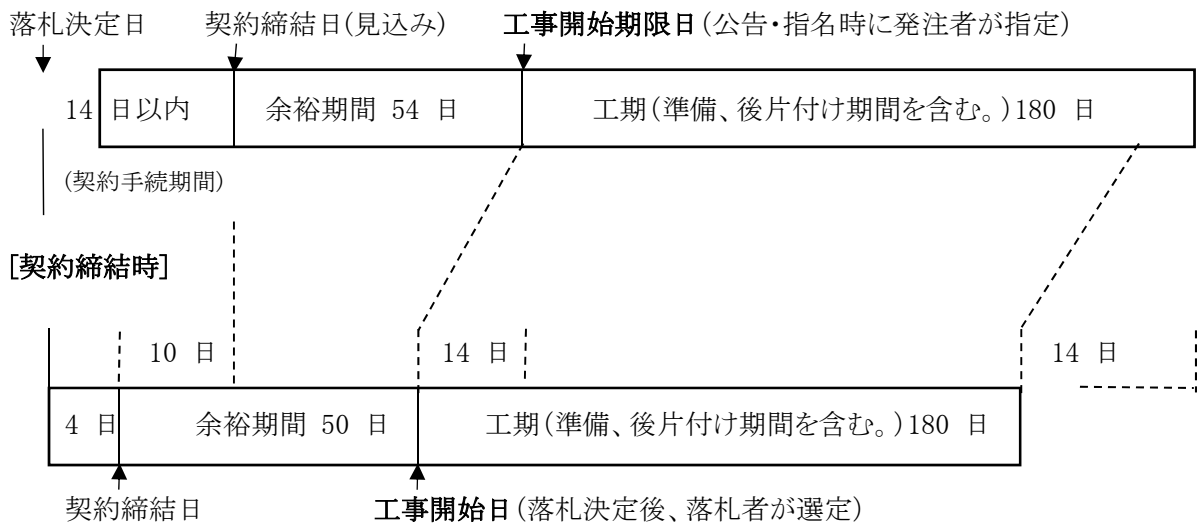 落札決定日 契約締結日(見込み) 工事開始期限日(公告・指名時に発注者が指定)
14 日以内 余裕期間 54 日 工期(準備、後片付け期間を含む。)180 日
(契約手続期間)
[契約締結時]
10 日 14 日 14 日
4 日 余裕期間 50 日 工期(準備、後片付け期間を含む。)180 日
契約締結日 工事開始日(落札決定後、落札者が選定)